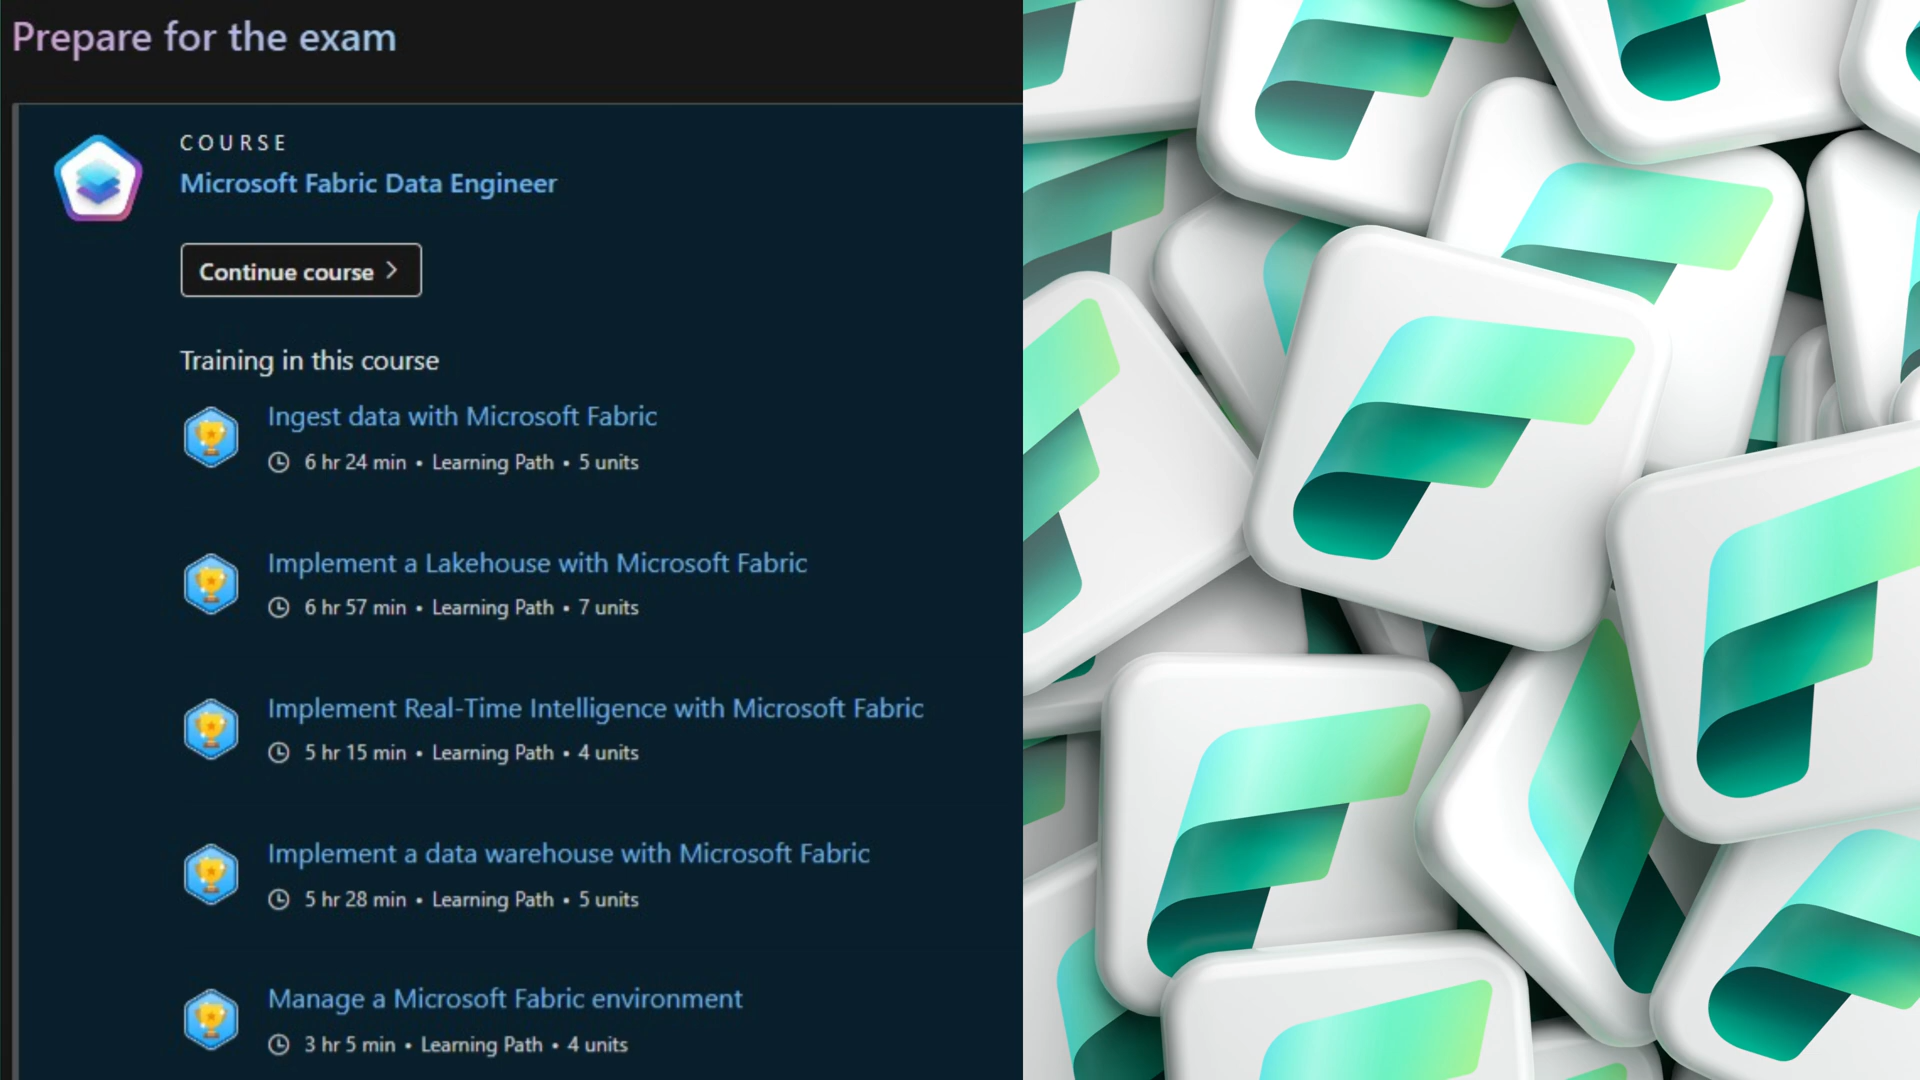 Prepare for the exam
COURSE
Microsoft Fabric Data Engineer
Continue course
Training in this course
Ingest data with Microsoft Fabric
6 hr 24 min • Learning Path • 5 units
Implement a Lakehouse with Microsoft Fabric
6 hr 57 min • Learning Path • 7 units
Implement Real-Time Intelligence with Microsoft Fabric
5 hr 15 min • Learning Path • 4 units
Implement a data warehouse with Microsoft Fabric
5 hr 28 min • Learning Path • 5 units
Manage a Microsoft Fabric environment
3 hr 5 min • Learning Path • 4 units